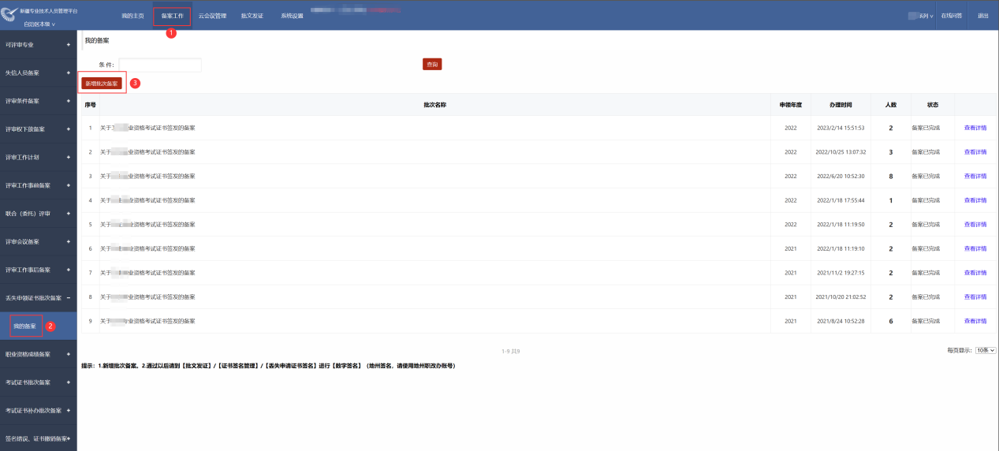 新疆专业技术人员管理平台
自治区本级 ∨
我的主页 备案工作 云会议管理 批文发证 系统设置
系列 ∨ 在线问答 退出
1
可评审专业 +
失信人员备案 +
评审条件备案 +
评审权下放备案 +
评审工作计划 +
评审工作事前备案 +
联合（委托）评审 +
评审会议备案 +
评审工作事后备案 +
丢失申领证书批次备案 −
我的备案 2
职业资格成绩备案 +
考试证书批次备案 +
考试证书补办批次备案 +
签名错误、证书撤销备案+
我的备案
条 件: 查询
新增批次备案 3
序号 批次名称 申领年度 办理时间 人数 状态
1 关于 业资格考试证书签发的备案 2022 2023/2/14 15:51:53 2 备案已完成 查看详情
2 关于 业资格考试证书签发的备案 2022 2022/10/25 13:07:32 3 备案已完成 查看详情
3 关于 业资格考试证书签发的备案 2022 2022/6/20 10:52:30 8 备案已完成 查看详情
4 关于 业资格考试证书签发的备案 2022 2022/1/18 17:55:44 1 备案已完成 查看详情
5 关于 业资格考试证书签发的备案 2022 2022/1/18 11:19:50 2 备案已完成 查看详情
6 关于 业资格考试证书签发的备案 2021 2022/1/18 11:19:10 2 备案已完成 查看详情
7 关于 业资格考试证书签发的备案 2021 2021/11/2 19:27:15 2 备案已完成 查看详情
8 关于 业资格考试证书签发的备案 2021 2021/10/20 21:02:52 2 备案已完成 查看详情
9 关于 专业资格考试证书签发的备案 2021 2021/8/24 10:52:28 6 备案已完成 查看详情
1-9 共9
每页显示: 10条
提示: 1.新增批次备案。2.通过以后请到【批文发证】/【证书签名管理】/【丢失申请证书签名】进行【数字签名】（地州签名，请使用地州职改办账号）